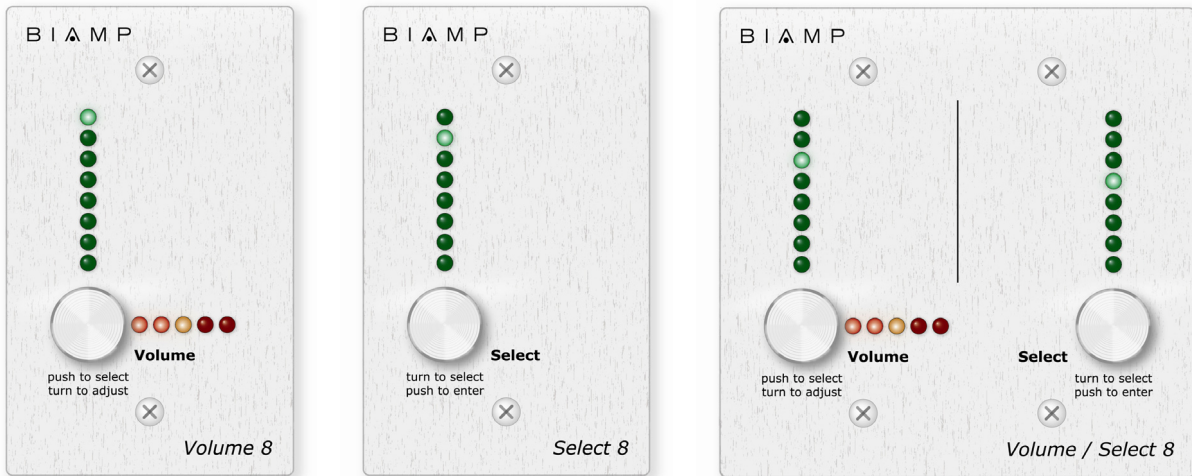 BIAMP
Volume
push to select
turn to adjust
Volume 8
BIAMP
Select
turn to select
push to enter
Select 8
BIAMP
Volume
push to select
turn to adjust
Select
turn to select
push to enter
Volume / Select 8